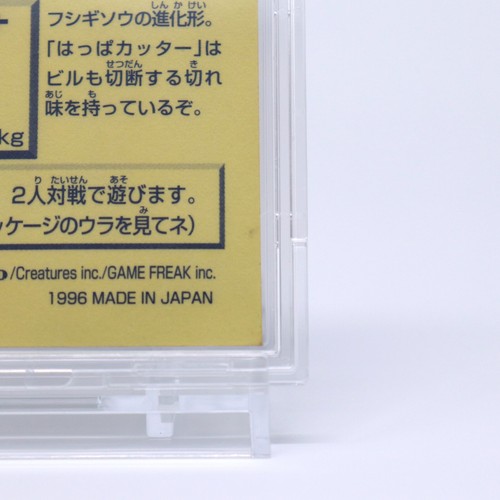 フシギソウの進化形。
「はっぱカッター」は
ビルも切断する切れ
味を持っているぞ。
kg
2人対戦で遊びます。
ッケージのウラを見てネ)
/Creatures inc./GAME FREAK inc.
1996 MADE IN JAPAN